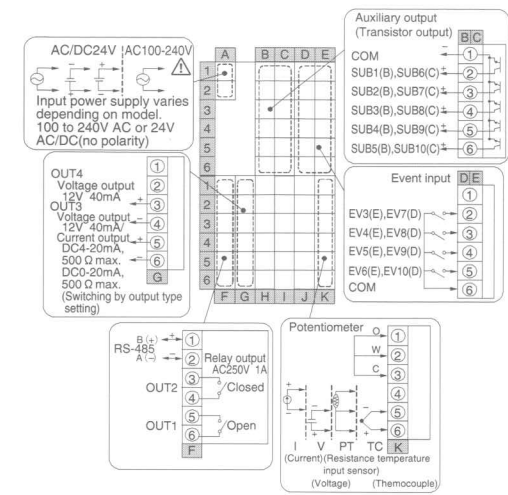 AC/DC24V AC100-240V
Input power supply varies
depending on model.
100 to 240V AC or 24V
AC/DC(no polarity)
A B C D E
1
2
3
4
5
6
1
2
3
4
5
6
F G H I J K
Auxiliary output
(Transistor output)
B C
COM - 1
SUB1(B),SUB6(C) + 2
SUB2(B),SUB7(C) + 3
SUB3(B),SUB8(C) + 4
SUB4(B),SUB9(C) + 5
SUB5(B),SUB10(C) + 6
OUT4
Voltage output
12V 40mA
OUT3
Voltage output
12V 40mA/
Current output
DC4-20mA,
500 Ω max.
DC0-20mA,
500 Ω max.
(Switching by output type
setting)
1
2
+ 3
- 4
+ 5
- 6
G
Event input D E
1
EV3(E),EV7(D) 2
EV4(E),EV8(D) 3
EV5(E),EV9(D) 4
EV6(E),EV10(D) 5
COM 6
RS-485
B (+) + 1
A (-) - 2
Relay output
AC250V 1A
OUT2 3 4 Closed
OUT1 5 6 Open
F
Potentiometer
O 1
W 2
C 3
4
- 5
+ 6
I V PT TC K
(Current) (Resistance temperature
input sensor)
(Voltage) (Themocouple)